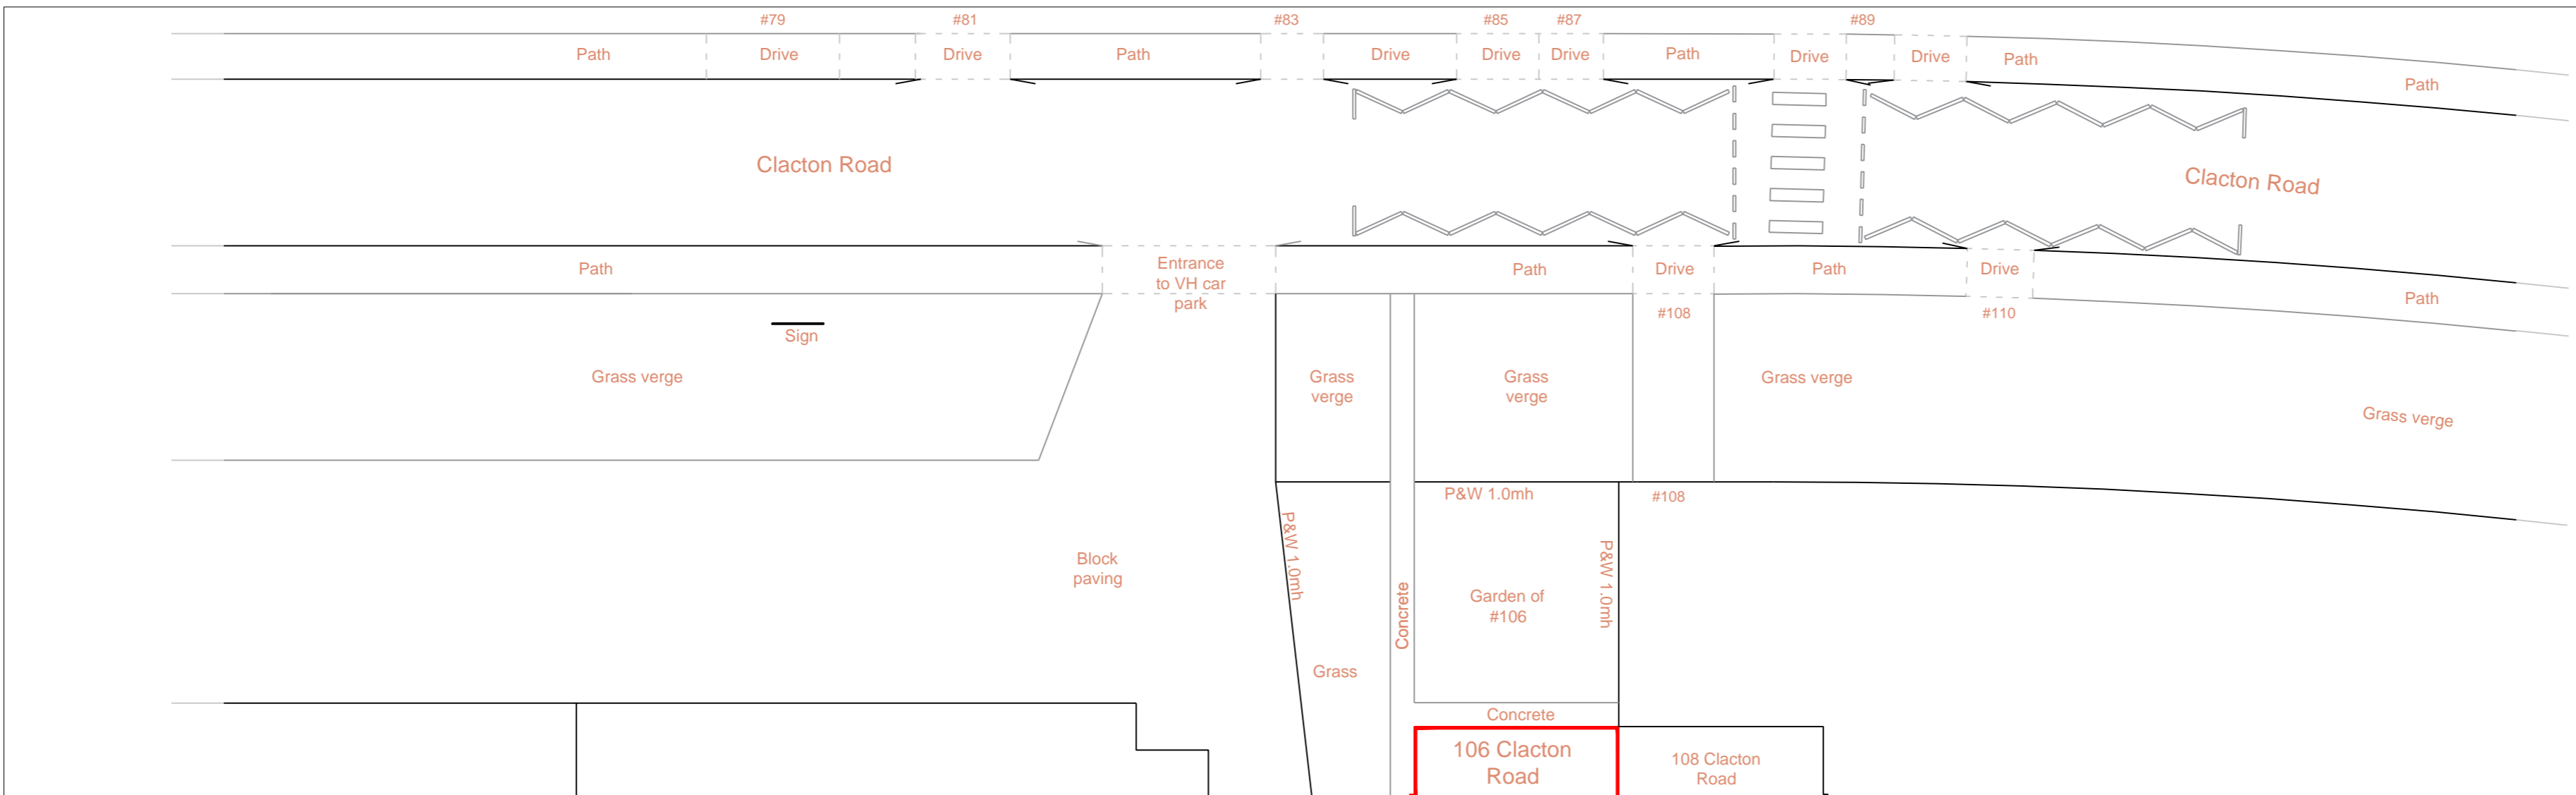 #79
#81
#83
#85
#87
#89
Path
Drive
Drive
Path
Drive
Drive
Drive
Path
Drive
Drive
Path
Path
Clacton Road
Clacton Road
Path
Entrance
to VH car
park
Path
Drive
Path
Drive
Path
#108
#110
Sign
Grass verge
Grass
verge
Grass
verge
Grass verge
Grass verge
P&W 1.0mh
#108
P&W 1.0mh
P&W 1.0mh
Block
paving
Concrete
Garden of
#106
Grass
Concrete
106 Clacton
Road
108 Clacton
Road